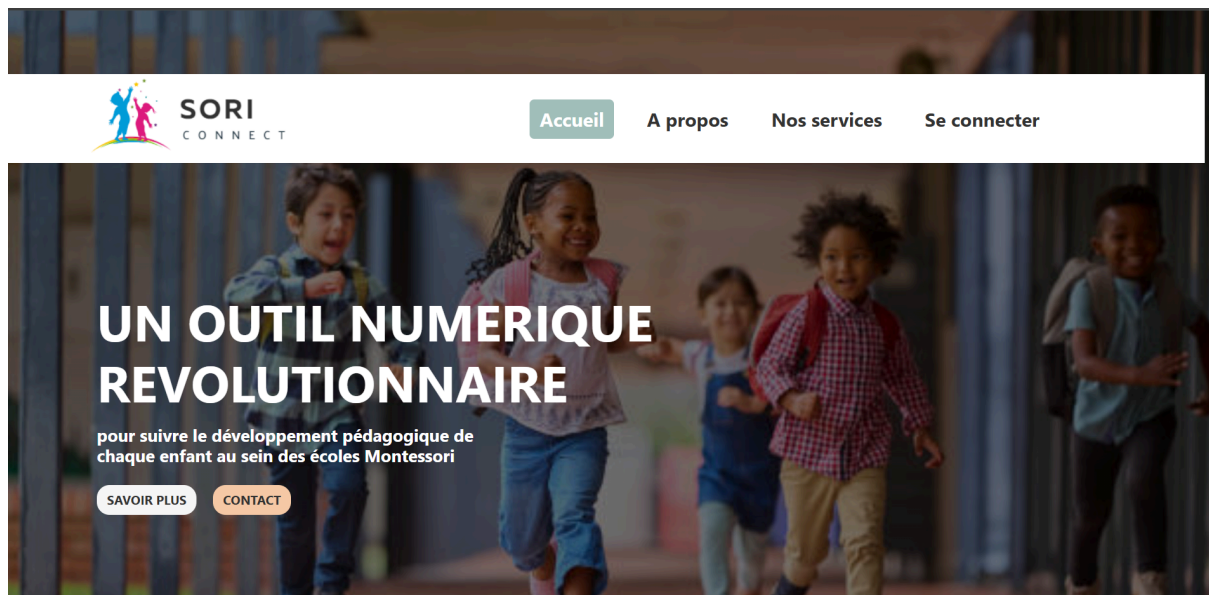 SORI
CONNECT
Accueil
A propos
Nos services
Se connecter
UN OUTIL NUMERIQUE
REVOLUTIONNAIRE
pour suivre le développement pédagogique de
chaque enfant au sein des écoles Montessori
SAVOIR PLUS
CONTACT